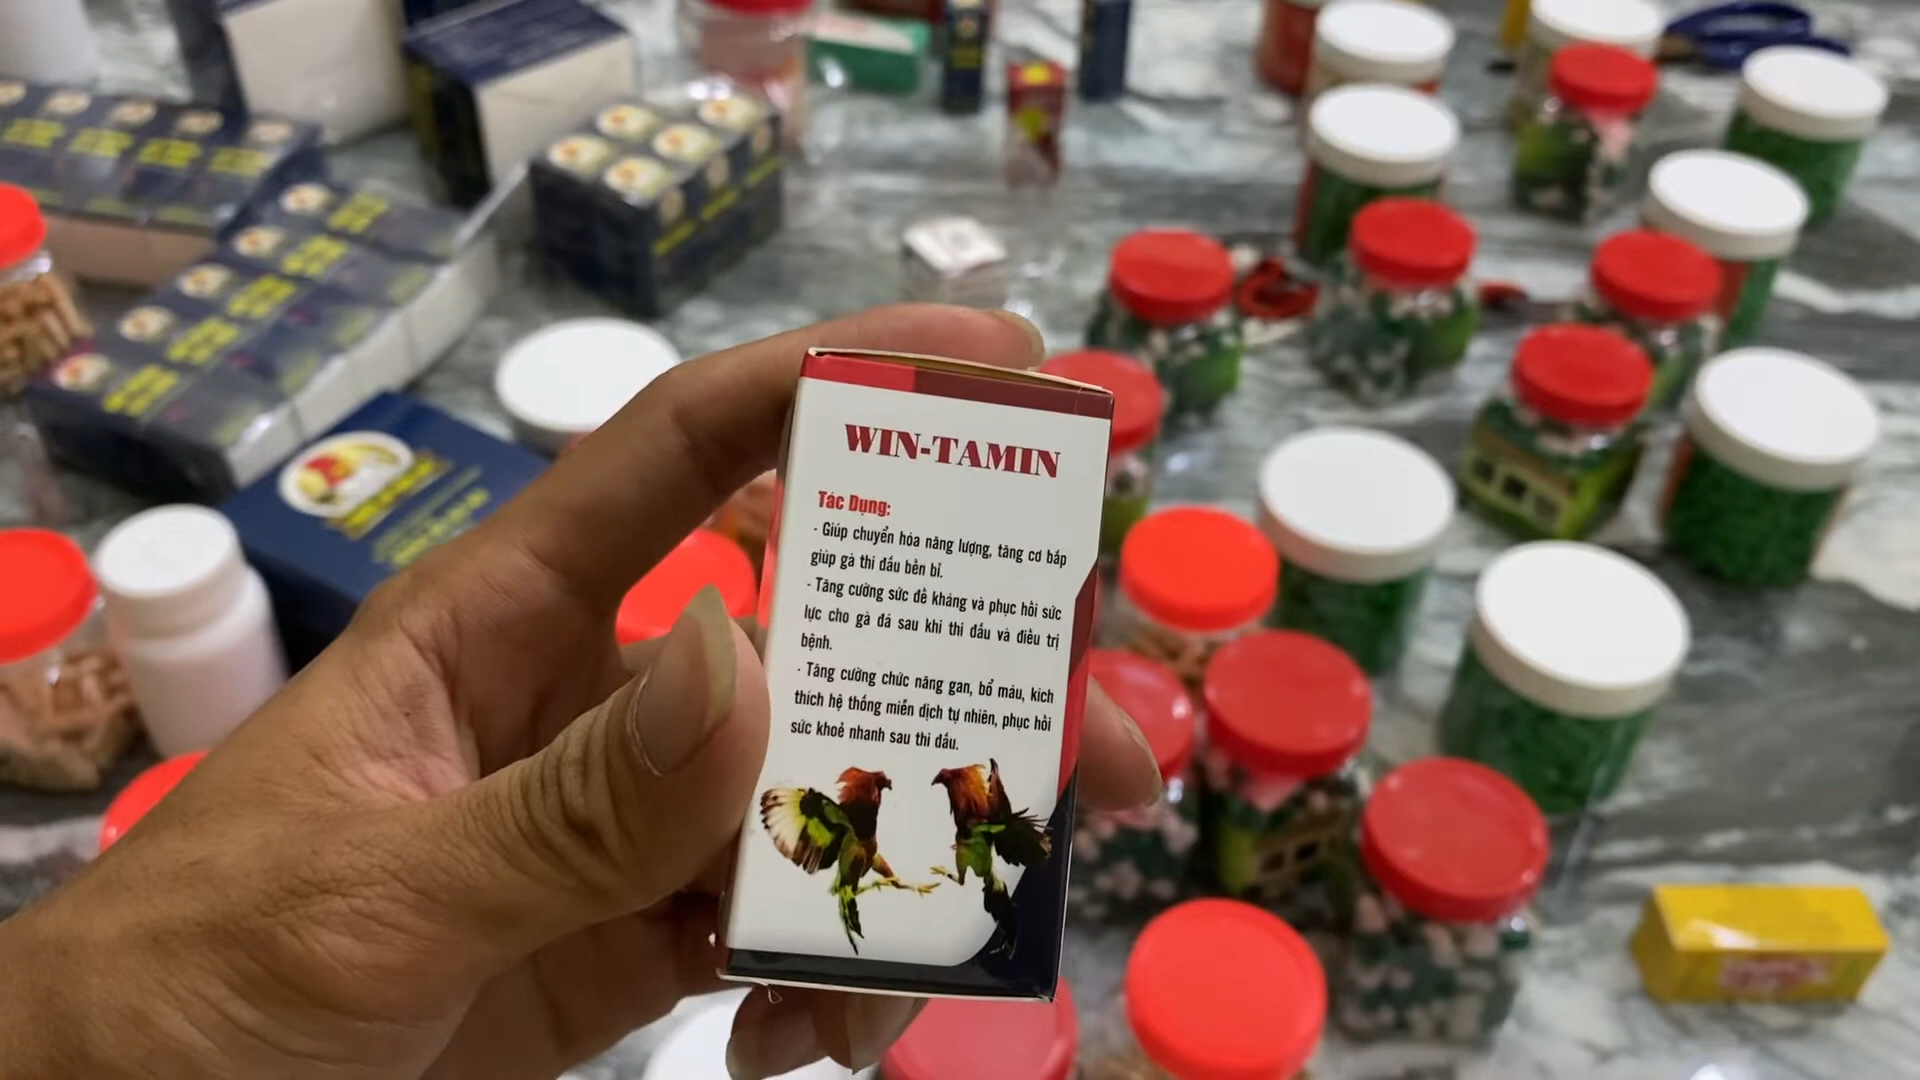 WIN-TAMIN
Tác Dụng:
- Giúp chuyển hóa năng lượng, tăng cơ bắp
giúp gà thi đấu bền bỉ.
- Tăng cường sức đề kháng và phục hồi sức
lực cho gà đá sau khi thi đấu và điều trị
bệnh.
- Tăng cường chức năng gan, bổ máu, kích
thích hệ thống miễn dịch tự nhiên, phục hồi
sức khoẻ nhanh sau thi đấu.